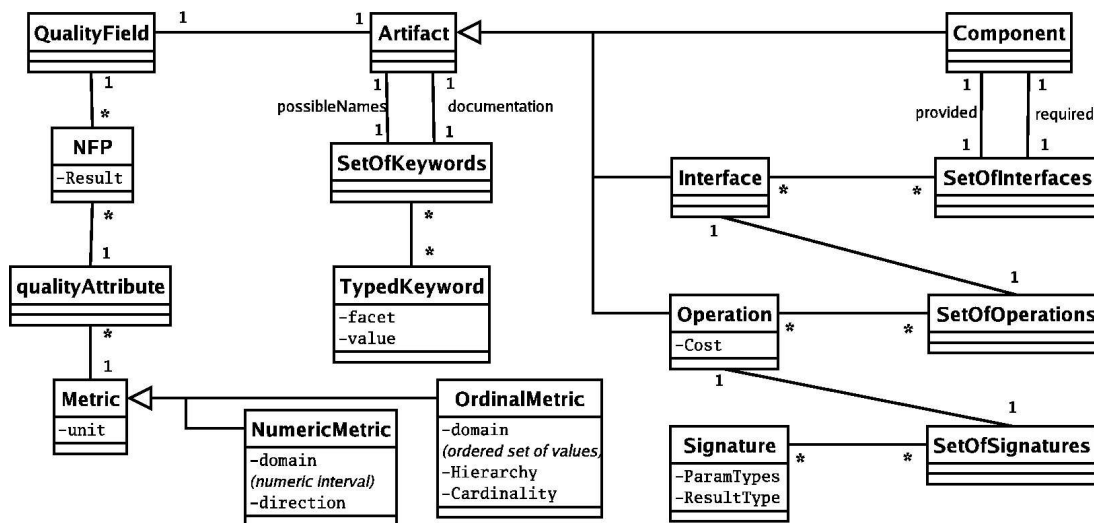 QualityField
1
1
Artifact
Component
1
*
1
1
possibleNames
documentation
1
1
1
1
provided
required
1
1
NFP
-Result
SetOfKeywords
Interface
*
*
SetOfInterfaces
*
1
*
*
1
1
qualityAttribute
TypedKeyword
-facet
-value
Operation
-Cost
*
*
SetOfOperations
*
1
1
1
Metric
-unit
NumericMetric
-domain
(numeric interval)
-direction
OrdinalMetric
-domain
(ordered set of values)
-Hierarchy
-Cardinality
Signature
-ParamTypes
-ResultType
*
*
SetOfSignatures